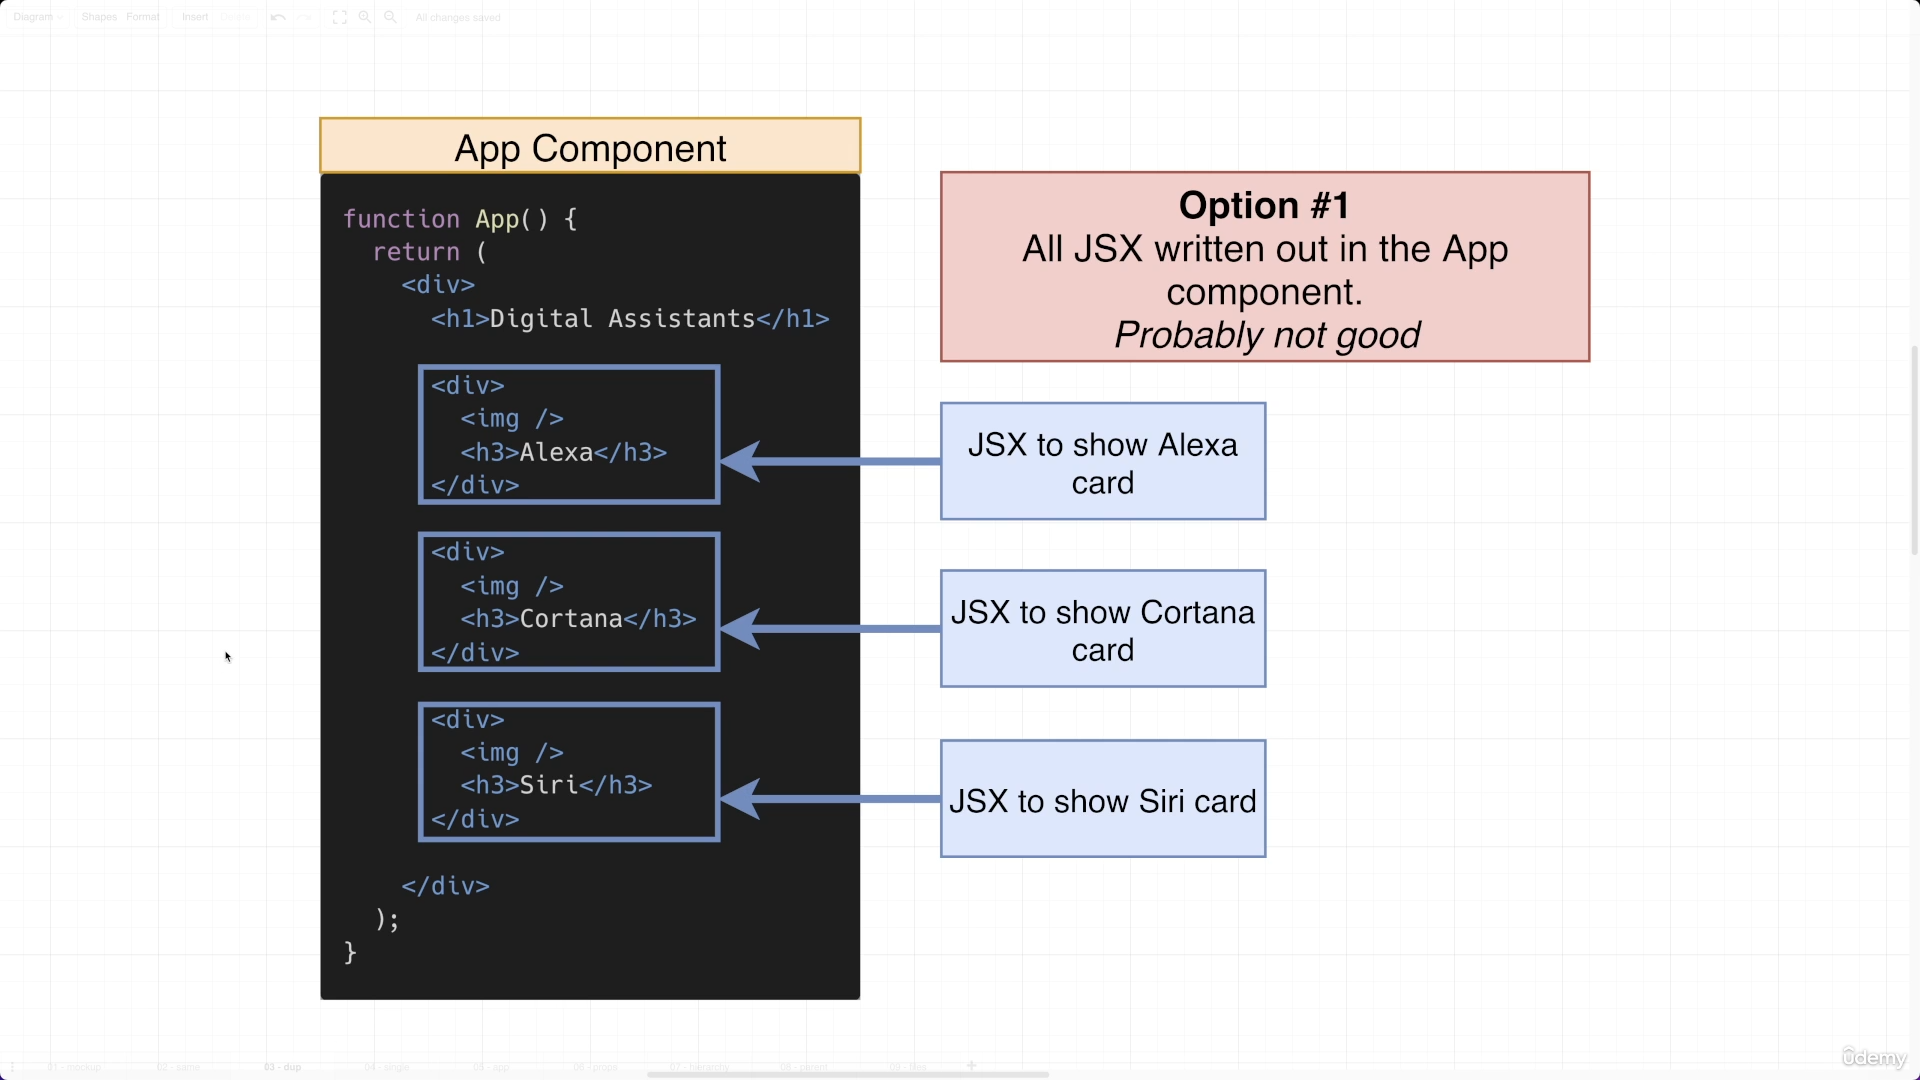 Diagram Shapes Format Insert All changes saved
App Component
function App() {
return (
<div>
<h1>Digital Assistants</h1>
<div>
<img />
<h3>Alexa</h3>
</div>
<div>
<img />
<h3>Cortana</h3>
</div>
<div>
<img />
<h3>Siri</h3>
</div>
</div>
);
}
Option #1
All JSX written out in the App
component.
Probably not good
JSX to show Alexa
card
JSX to show Cortana
card
JSX to show Siri card
01 - mockup 02 - same 03 - dup 04 - single 05 - app 06 - props 07 - hierarchy 08 - parent 09 - files
ûdemy